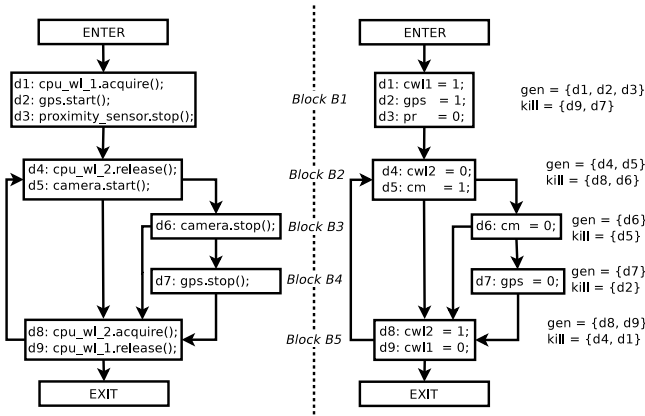 ENTER
d1: cpu_wl_1.acquire();
d2: gps.start();
d3: proximity_sensor.stop();
d4: cpu_wl_2.release();
d5: camera.start();
d6: camera.stop();
d7: gps.stop();
d8: cpu_wl_2.acquire();
d9: cpu_wl_1.release();
EXIT
Block B1
Block B2
Block B3
Block B4
Block B5
ENTER
d1: cwl1 = 1;
d2: gps = 1;
d3: pr = 0;
d4: cwl2 = 0;
d5: cm = 1;
d6: cm = 0;
d7: gps = 0;
d8: cwl2 = 1;
d9: cwl1 = 0;
EXIT
gen = {d1, d2, d3}
kill = {d9, d7}
gen = {d4, d5}
kill = {d8, d6}
gen = {d6}
kill = {d5}
gen = {d7}
kill = {d2}
gen = {d8, d9}
kill = {d4, d1}